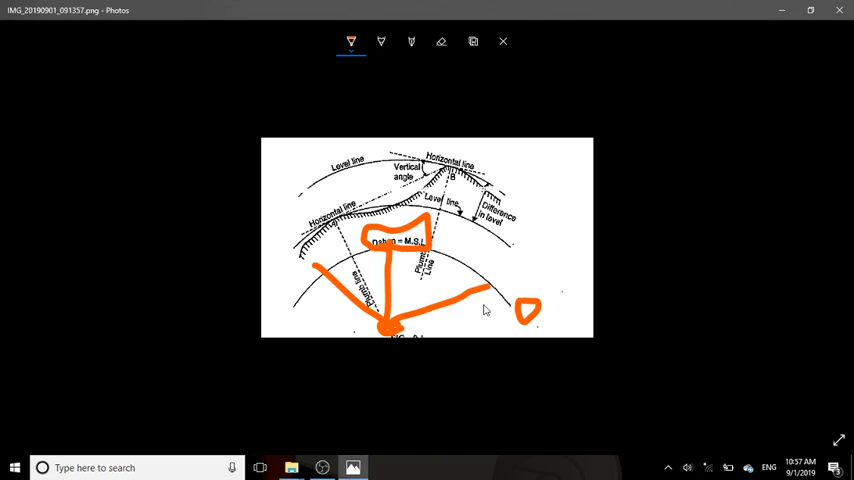 IMG_20190901_091357.png - Photos
Level line
Horizontal line
Vertical
angle
B
Level line
Difference
in level
Horizontal line
= M.S.L
Plumb
Line
Plumb line
Type here to search
ENG
10:57 AM
9/1/2019
3